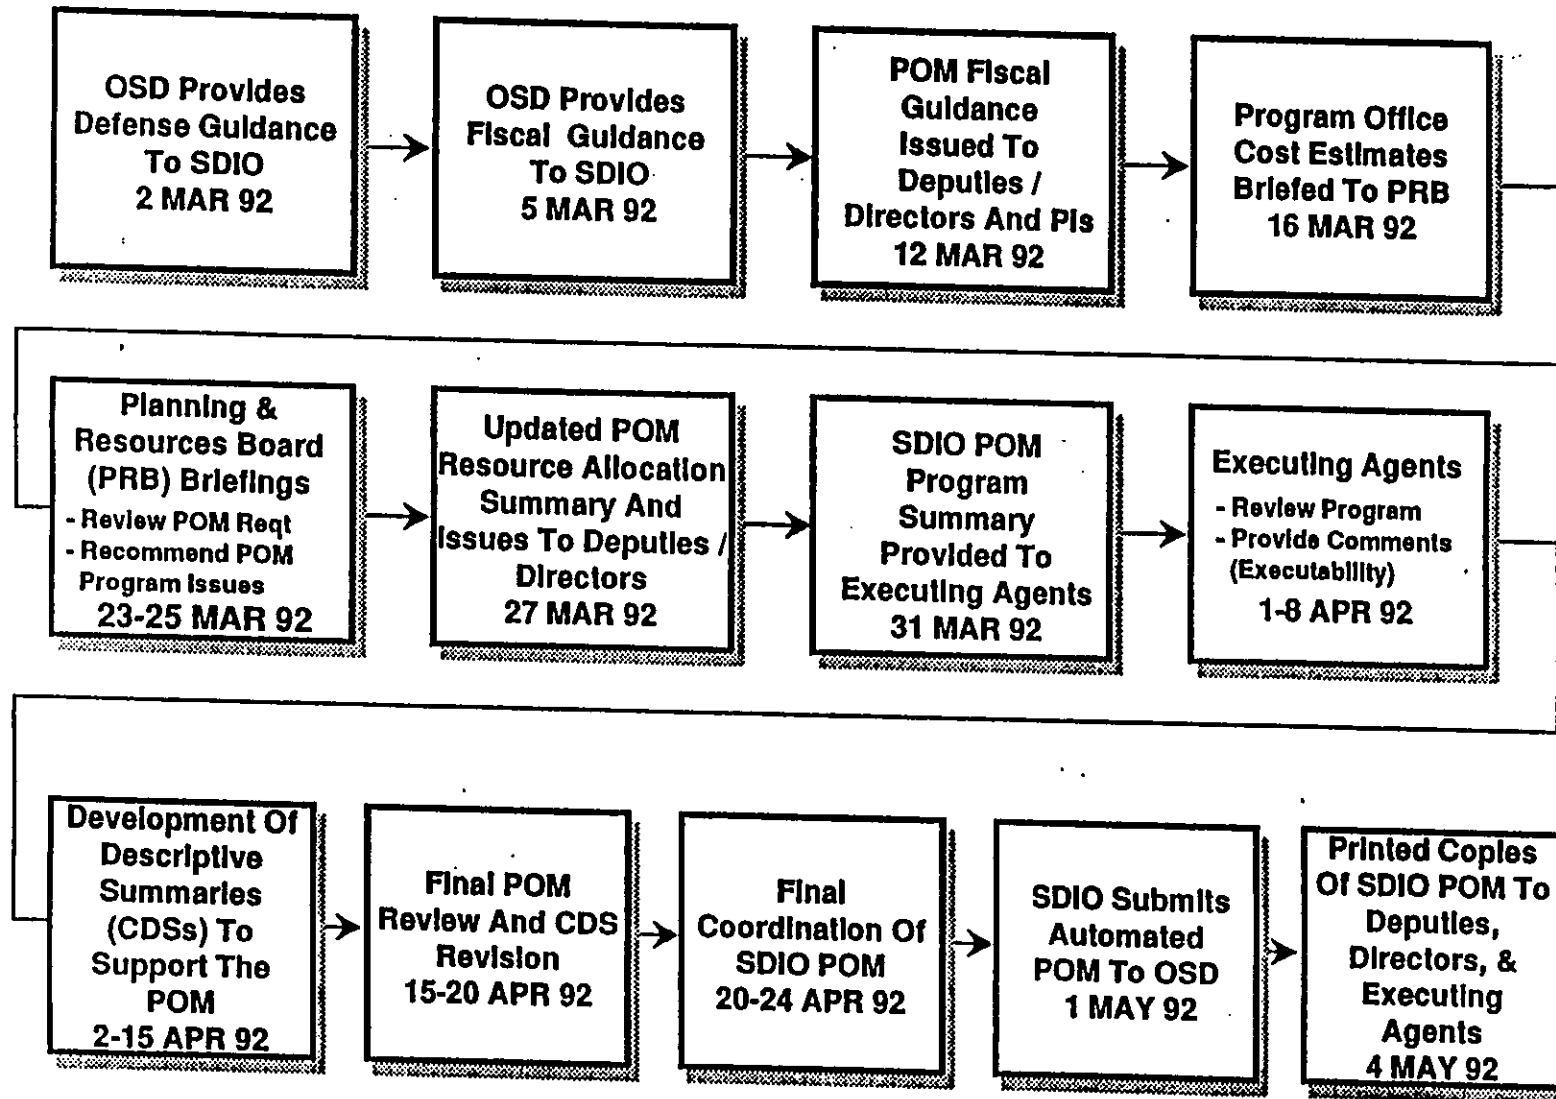 OSD Provides
Defense Guidance
To SDIO
2 MAR 92
OSD Provides
Fiscal Guidance
To SDIO
5 MAR 92
POM Fiscal
Guidance
Issued To
Deputies /
Directors And PIs
12 MAR 92
Program Office
Cost Estimates
Briefed To PRB
16 MAR 92
Planning &
Resources Board
(PRB) Briefings
- Review POM Reqt
- Recommend POM
Program Issues
23-25 MAR 92
Updated POM
Resource Allocation
Summary And
Issues To Deputies /
Directors
27 MAR 92
SDIO POM
Program
Summary
Provided To
Executing Agents
31 MAR 92
Executing Agents
- Review Program
- Provide Comments
(Executability)
1-8 APR 92
Development Of
Descriptive
Summaries
(CDSs) To
Support The
POM
2-15 APR 92
Final POM
Review And CDS
Revision
15-20 APR 92
Final
Coordination Of
SDIO POM
20-24 APR 92
SDIO Submits
Automated
POM To OSD
1 MAY 92
Printed Copies
Of SDIO POM To
Deputies,
Directors, &
Executing
Agents
4 MAY 92